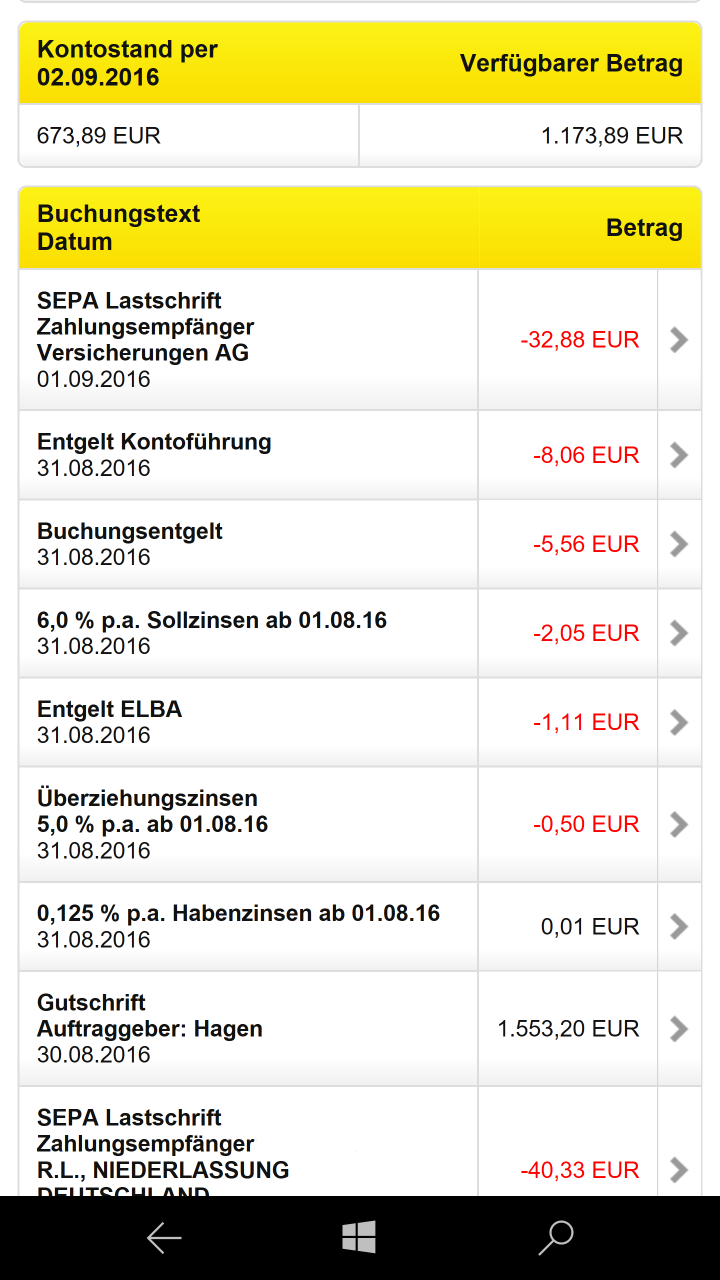 Kontostand per
02.09.2016
Verfügbarer Betrag
673,89 EUR
1.173,89 EUR
Buchungstext
Datum
Betrag
SEPA Lastschrift
Zahlungsempfänger
Versicherungen AG
01.09.2016
-32,88 EUR
Entgelt Kontoführung
31.08.2016
-8,06 EUR
Buchungsentgelt
31.08.2016
-5,56 EUR
6,0 % p.a. Sollzinsen ab 01.08.16
31.08.2016
-2,05 EUR
Entgelt ELBA
31.08.2016
-1,11 EUR
Überziehungszinsen
5,0 % p.a. ab 01.08.16
31.08.2016
-0,50 EUR
0,125 % p.a. Habenzinsen ab 01.08.16
31.08.2016
0,01 EUR
Gutschrift
Auftraggeber: Hagen
30.08.2016
1.553,20 EUR
SEPA Lastschrift
Zahlungsempfänger
R.L., NIEDERLASSUNG
DEUTSCHLAND
-40,33 EUR